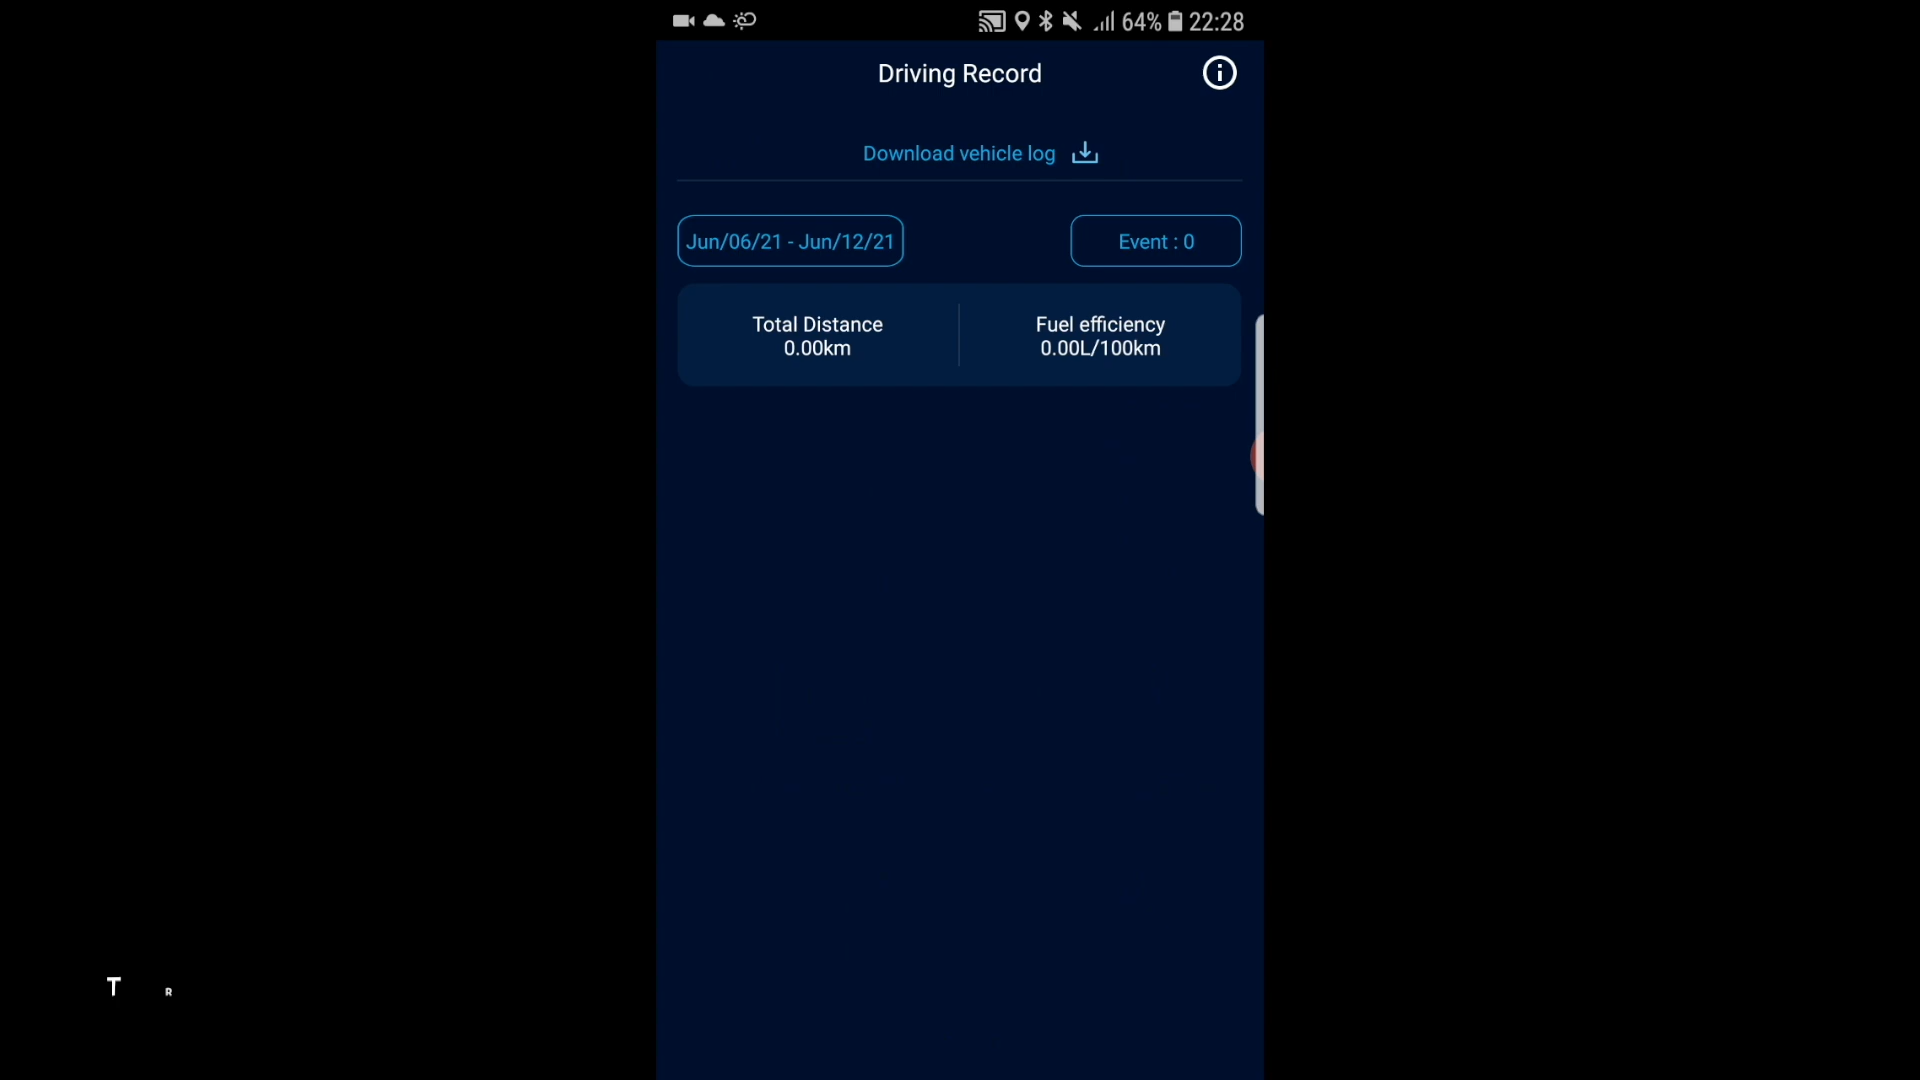 64% 22:28
Driving Record
Download vehicle log
Jun/06/21 - Jun/12/21
Event : 0
Total Distance
0.00km
Fuel efficiency
0.00L/100km
T R